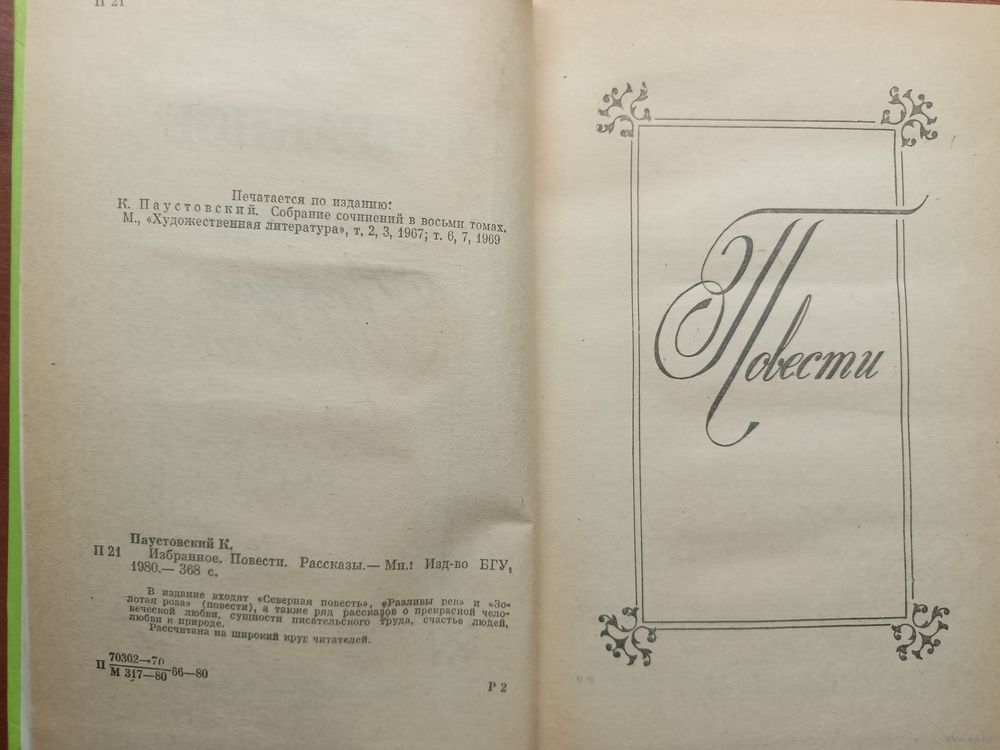 П 21
Печатается по изданию:
К. Паустовский. Собрание сочинений в восьми томах.
М., «Художественная литература», т. 2, 3, 1967; т. 6, 7, 1969
Паустовский К.
П 21 Избранное. Повести. Рассказы.— Мн.: Изд-во БГУ,
1980.— 368 с.
В издание входят «Северная повесть», «Разливы рек» и «Зо-
лотая роза» (повести), а также ряд рассказов о прекрасной чело-
веческой любви, сущности писательского труда, счастье людей,
любви к природе.
Рассчитана на широкий круг читателей.
П 70302—70
М 317—80 66—80
Р 2
Повести